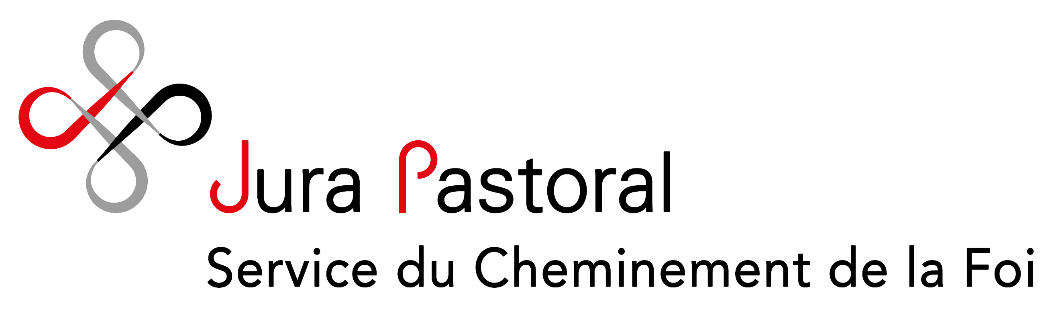 Jura Pastoral
Service du Cheminement de la Foi